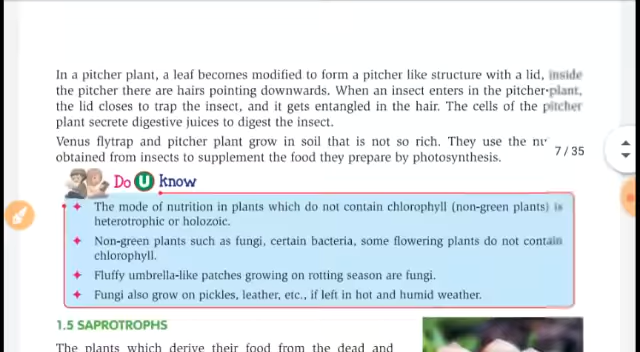 In a pitcher plant, a leaf becomes modified to form a pitcher like structure with a lid, inside
the pitcher there are hairs pointing downwards. When an insect enters in the pitcher-plant,
the lid closes to trap the insect, and it gets entangled in the hair. The cells of the pitcher
plant secrete digestive juices to digest the insect.
Venus flytrap and pitcher plant grow in soil that is not so rich. They use the
obtained from insects to supplement the food they prepare by photosynthesis.
7 / 35
Do U know
The mode of nutrition in plants which do not contain chlorophyll (non-green plants) is
heterotrophic or holozoic.
Non-green plants such as fungi, certain bacteria, some flowering plants do not contain
chlorophyll.
Fluffy umbrella-like patches growing on rotting season are fungi.
Fungi also grow on pickles, leather, etc., if left in hot and humid weather.
1.5 SAPROTROPHS
The plants which derive their food from the dead and